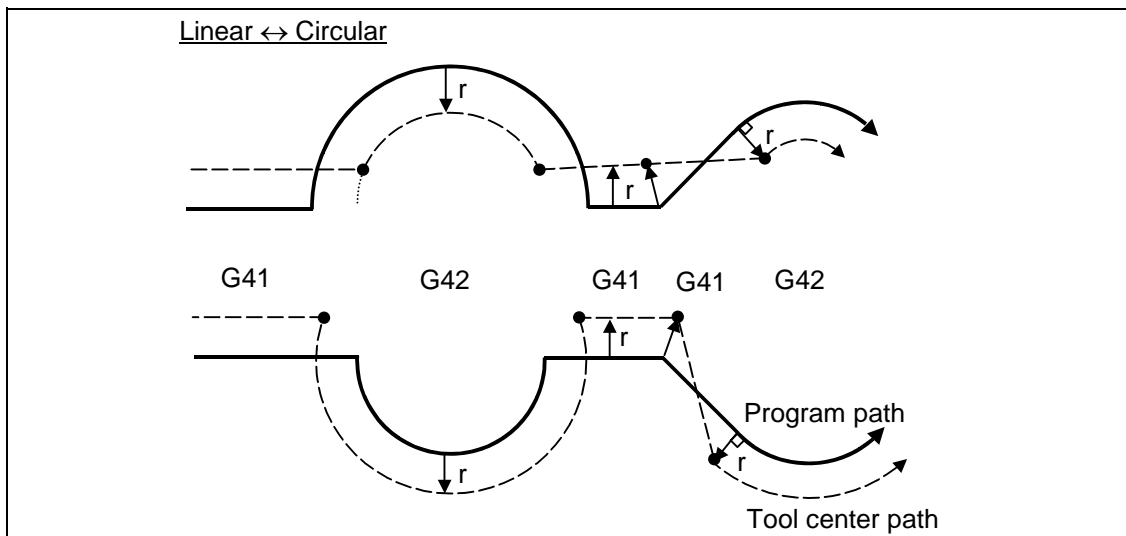 Linear ↔ Circular
r
r
r
G41 G42 G41 G41 G42
r
Program path
r
r
Tool center path